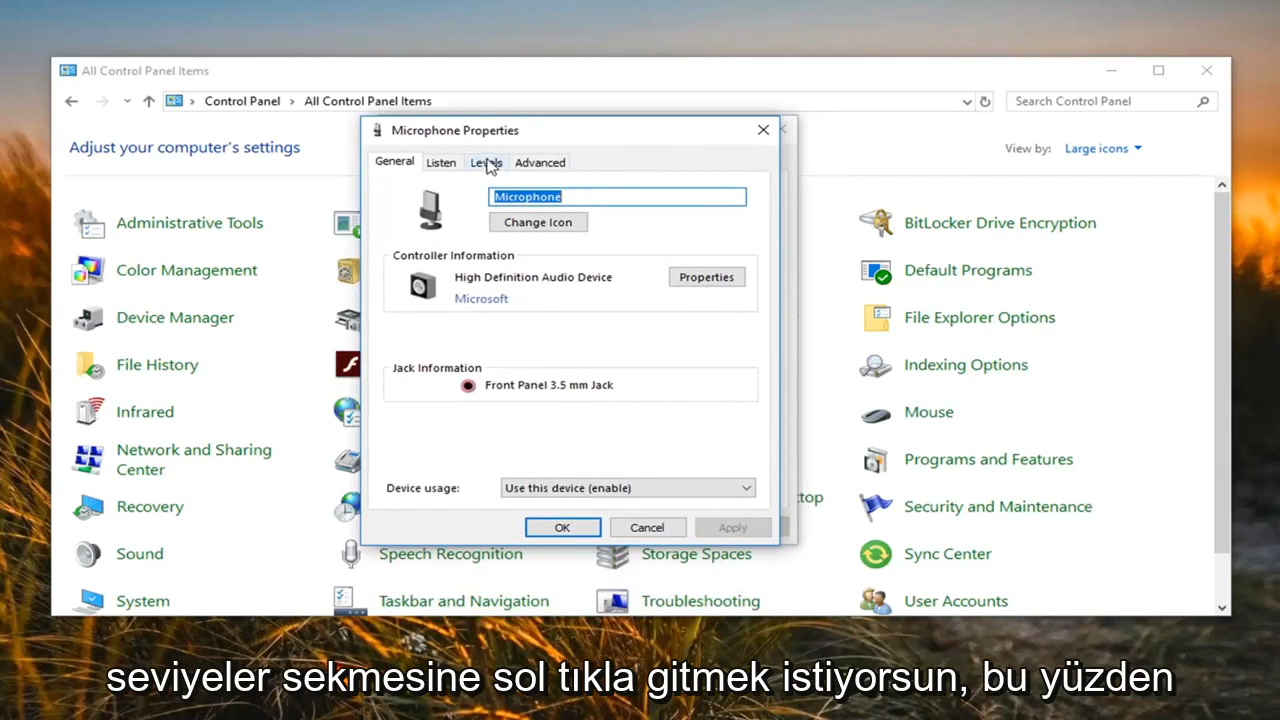 All Control Panel Items
Control Panel > All Control Panel Items
Search Control Panel
Adjust your computer's settings
View by: Large icons
Microphone Properties
General Listen Levels Advanced
Microphone
Change Icon
Controller Information
High Definition Audio Device
Properties
Microsoft
Jack Information
Front Panel 3.5 mm Jack
Device usage: Use this device (enable)
OK Cancel Apply
Administrative Tools
BitLocker Drive Encryption
Color Management
Default Programs
Device Manager
File Explorer Options
File History
Indexing Options
Infrared
Mouse
Network and Sharing
Center
Programs and Features
Recovery
Security and Maintenance
Sound
Speech Recognition
Storage Spaces
Sync Center
System
Taskbar and Navigation
Troubleshooting
User Accounts
seviyeler sekmesine sol tıkla gitmek istiyorsun, bu yüzden